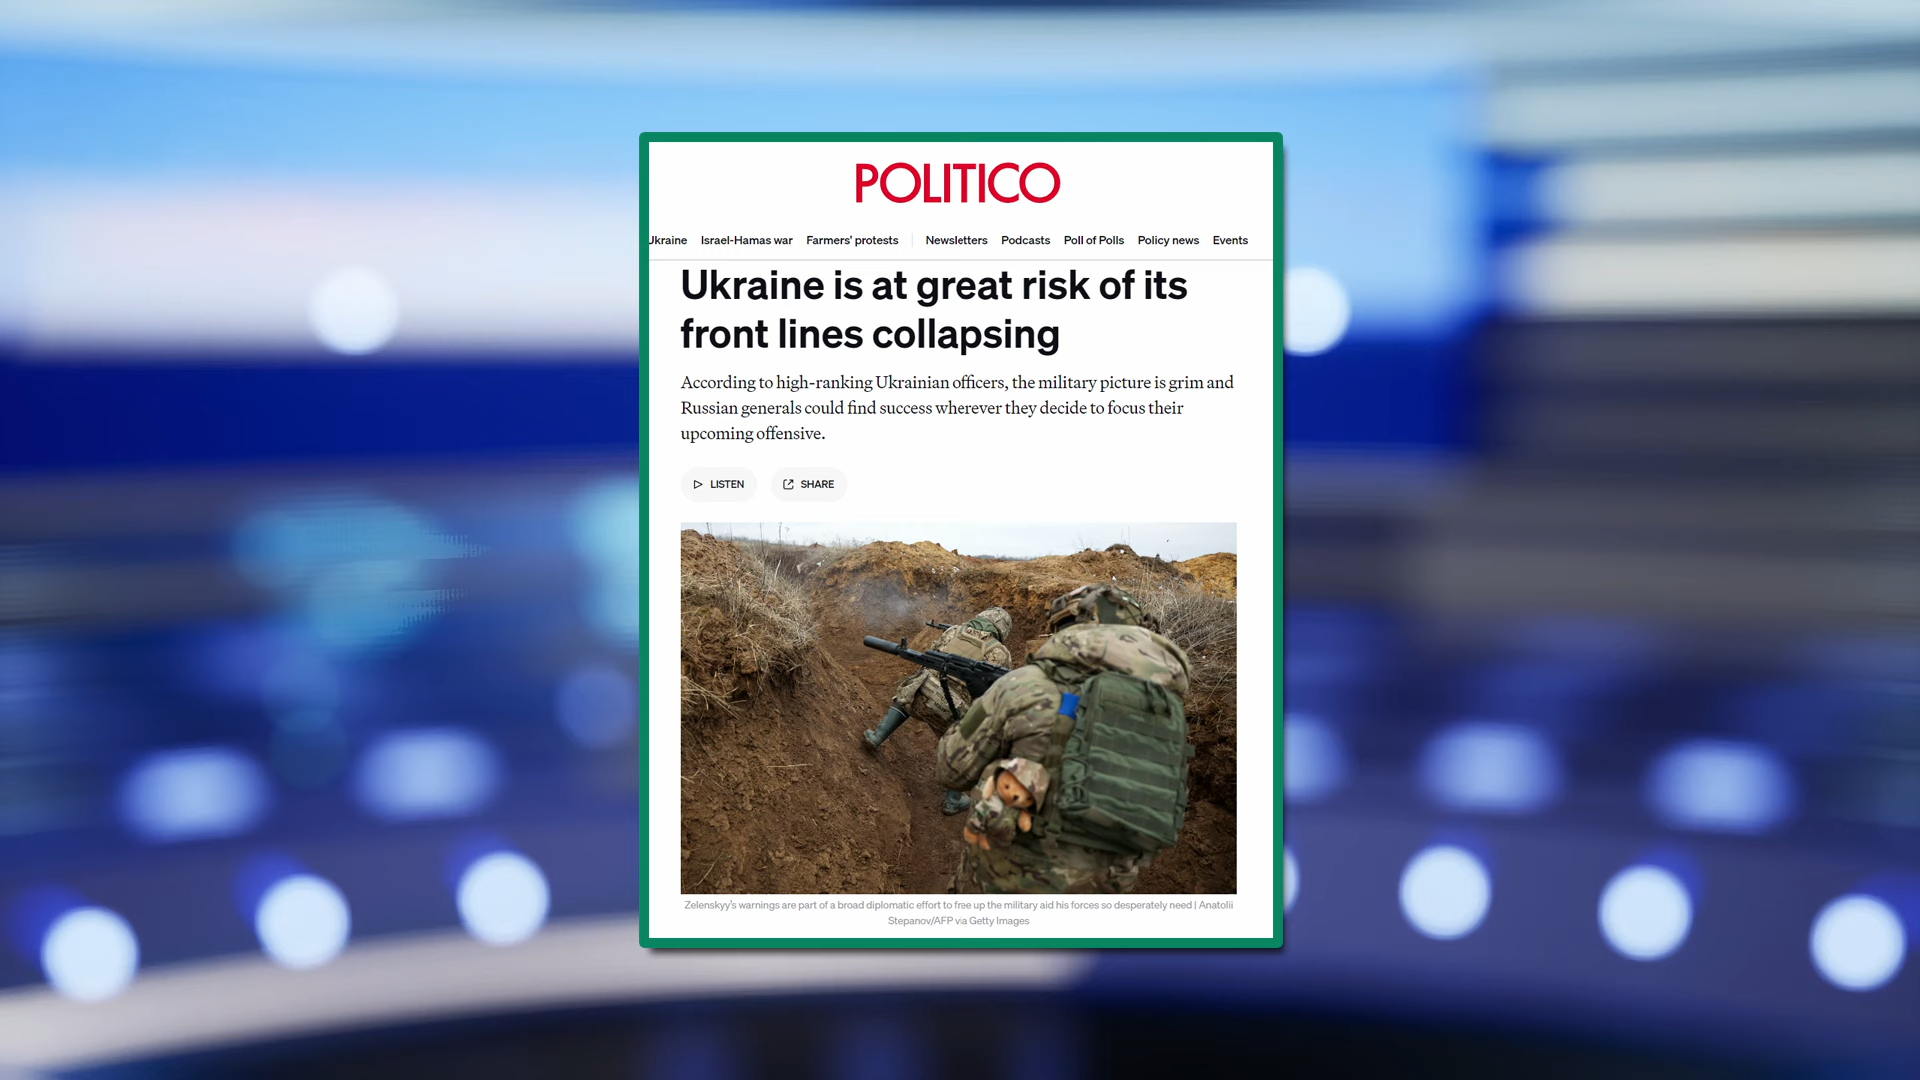 POLITICO
Ukraine Israel-Hamas war Farmers' protests Newsletters Podcasts Poll of Polls Policy news Events
Ukraine is at great risk of its
front lines collapsing
According to high-ranking Ukrainian officers, the military picture is grim and
Russian generals could find success wherever they decide to focus their
upcoming offensive.
LISTEN SHARE
Zelenskyy's warnings are part of a broad diplomatic effort to free up the military aid his forces so desperately need | Anatolii
Stepanov/AFP via Getty Images